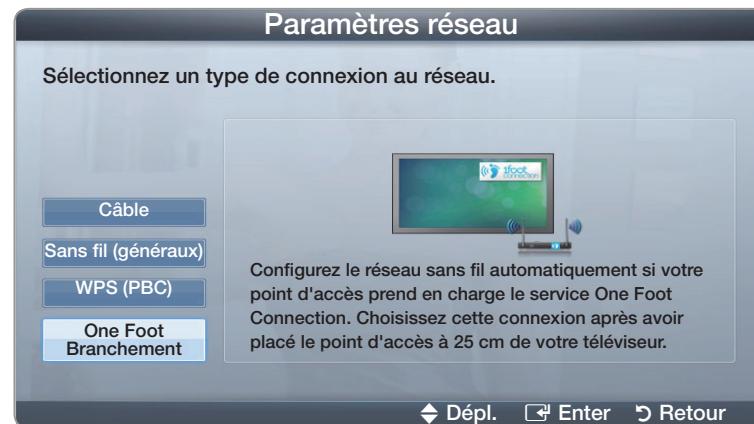 Paramètres réseau
Sélectionnez un type de connexion au réseau.
Câble
Sans fil (généraux)
WPS (PBC)
One Foot
Branchement
1foot
connection
Configurez le réseau sans fil automatiquement si votre
point d'accès prend en charge le service One Foot
Connection. Choisissez cette connexion après avoir
placé le point d'accès à 25 cm de votre téléviseur.
Dépl. Enter Retour